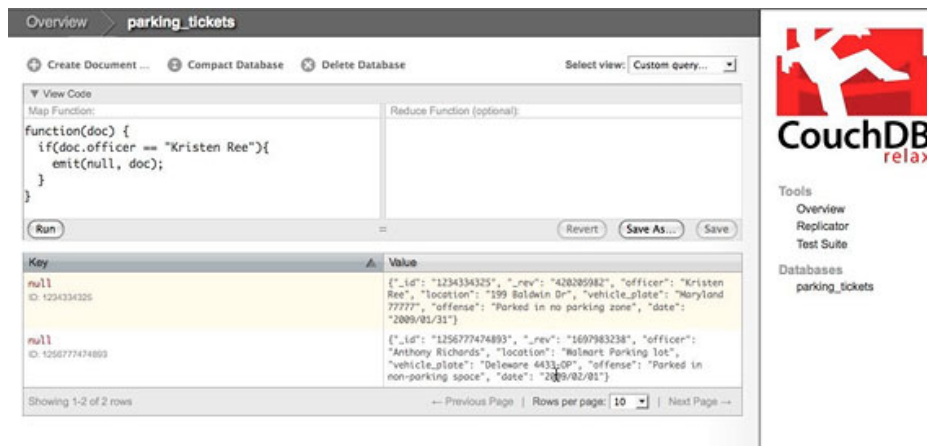 Overview parking_tickets
Create Document ... Compact Database Delete Database Select view: Custom query...
▼ View Code
Map Function: Reduce Function (optional):
function(doc) {
if(doc.officer == "Kristen Ree"){
emit(null, doc);
}
}
Run Revert Save As... Save
Key Value
null
ID: 1234334325
{"_id": "1234334325", "_rev": "420205982", "officer": "Kristen
Ree", "location": "199 Baldwin Dr", "vehicle_plate": "Maryland
77777", "offense": "Parked in no parking zone", "date":
"2009/01/31"}
null
ID: 1256777474893
{"_id": "1256777474893", "_rev": "1697983238", "officer":
"Anthony Richards", "location": "Walmart Parking lot",
"vehicle_plate": "Deleware 4433-OP", "offense": "Parked in
non-parking space", "date": "2009/02/01"}
Showing 1-2 of 2 rows ← Previous Page | Rows per page: 10 | Next Page →
CouchDB
relax
Tools
Overview
Replicator
Test Suite
Databases
parking_tickets